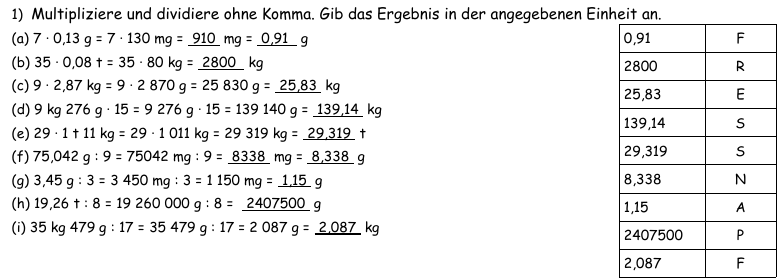 1) Multipliziere und dividiere ohne Komma. Gib das Ergebnis in der angegebenen Einheit an.
(a) 7 · 0,13 g = 7 · 130 mg = 910 mg = 0,91 g
(b) 35 · 0,08 t = 35 · 80 kg = 2800 kg
(c) 9 · 2,87 kg = 9 · 2 870 g = 25 830 g = 25,83 kg
(d) 9 kg 276 g · 15 = 9 276 g · 15 = 139 140 g = 139,14 kg
(e) 29 · 1 t 11 kg = 29 · 1 011 kg = 29 319 kg = 29,319 t
(f) 75,042 g : 9 = 75042 mg : 9 = 8338 mg = 8,338 g
(g) 3,45 g : 3 = 3 450 mg : 3 = 1 150 mg = 1,15 g
(h) 19,26 t : 8 = 19 260 000 g : 8 = 2407500 g
(i) 35 kg 479 g : 17 = 35 479 g : 17 = 2 087 g = 2,087 kg
0,91 F
2800 R
25,83 E
139,14 S
29,319 S
8,338 N
1,15 A
2407500 P
2,087 F